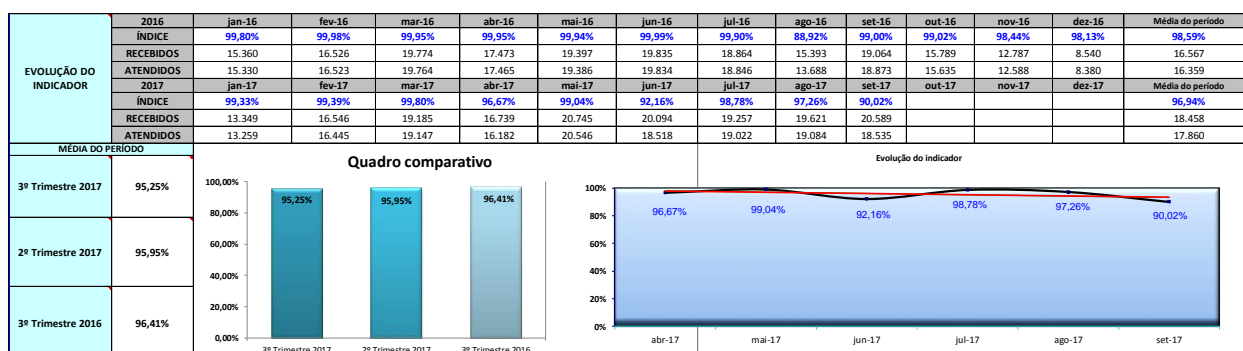 2016 jan-16 fev-16 mar-16 abr-16 mai-16 jun-16 jul-16 ago-16 set-16 out-16 nov-16 dez-16 Média do período
ÍNDICE 99,80% 99,98% 99,95% 99,95% 99,94% 99,99% 99,90% 88,92% 99,00% 99,02% 98,44% 98,13% 98,59%
RECEBIDOS 15.360 16.526 19.774 17.473 19.397 19.835 18.864 15.393 19.064 15.789 12.787 8.540 16.567
EVOLUÇÃO DO INDICADOR
ATENDIDOS 15.330 16.523 19.764 17.465 19.386 19.834 18.846 13.688 18.873 15.635 12.588 8.380 16.359
2017 jan-17 fev-17 mar-17 abr-17 mai-17 jun-17 jul-17 ago-17 set-17 out-17 nov-17 dez-17 Média do período
ÍNDICE 99,33% 99,39% 99,80% 96,67% 99,04% 92,16% 98,78% 97,26% 90,02% 96,94%
RECEBIDOS 13.349 16.546 19.185 16.739 20.745 20.094 19.257 19.621 20.589 18.458
ATENDIDOS 13.259 16.445 19.147 16.182 20.546 18.518 19.022 19.084 18.535 17.860
MÉDIA DO PERÍODO
3º Trimestre 2017 95,25%
2º Trimestre 2017 95,95%
3º Trimestre 2016 96,41%
Quadro comparativo
100,00%
80,00%
60,00%
40,00%
20,00%
0,00%
95,25% 95,95% 96,41%
3º Trimestre 2017 2º Trimestre 2017 3º Trimestre 2016
Evolução do indicador
100%
80%
60%
40%
20%
0%
96,67% 99,04% 92,16% 98,78% 97,26% 90,02%
abr-17 mai-17 jun-17 jul-17 ago-17 set-17